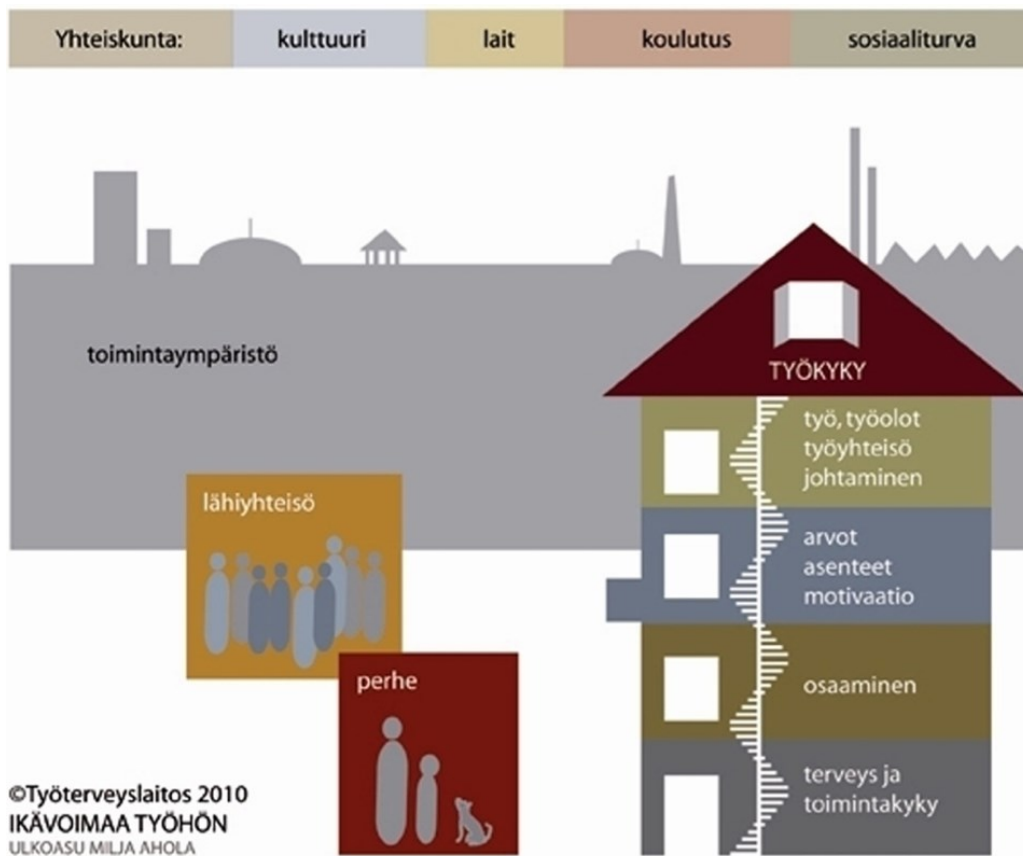 Yhteiskunta: kulttuuri lait koulutus sosiaaliturva
toimintaympäristö
TYÖKYKY
työ, työolot
työyhteisö
johtaminen
lähiyhteisö
arvot
asenteet
motivaatio
perhe
osaaminen
terveys ja
toimintakyky
©Työterveyslaitos 2010
IKÄVOIMAA TYÖHÖN
ULKOASU MILJA AHOLA